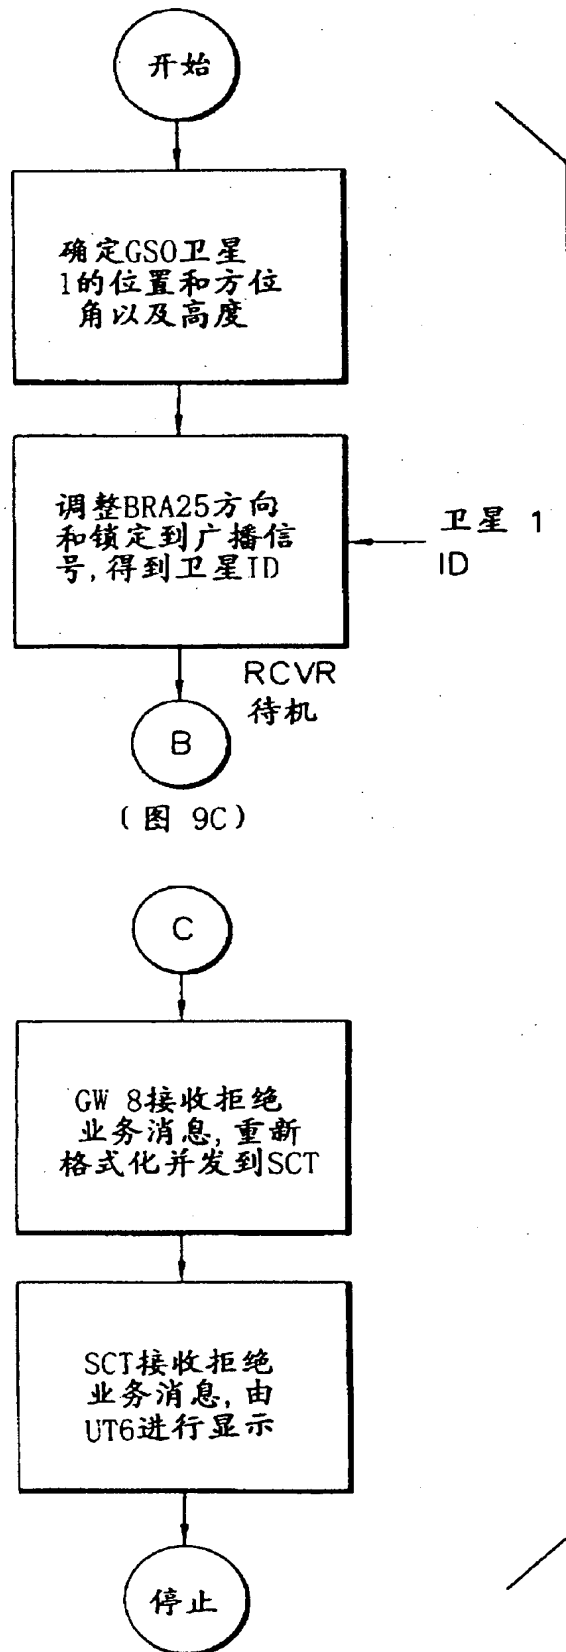 开始
确定GSO卫星
1的位置和方位
角以及高度
调整BRA25方向
和锁定到广播信
号,得到卫星ID
卫星 1
ID
RCVR
待机
B
(图 9C)
C
GW 8接收拒绝
业务消息,重新
格式化并发到SCT
SCT接收拒绝
业务消息,由
UT6进行显示
停止